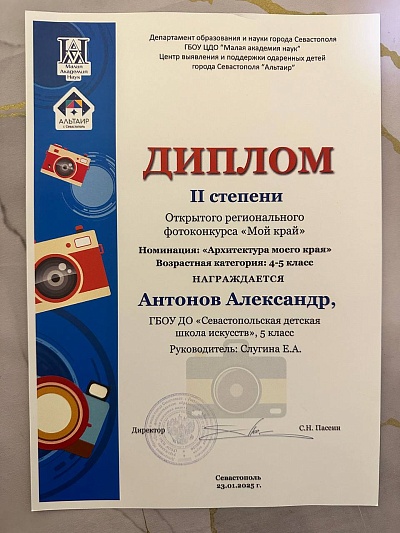 Департамент образования и науки города Севастополя
ГБОУ ЦДО "Малая академия наук"
Центр выявления и поддержки одаренных детей
города Севастополя "Альтаир"
МАН
Малая
Академия
Наук
АЛЬТАИР
г. Севастополь
ДИПЛОМ
II степени
Открытого регионального
фотоконкурса «Мой край»
Номинация: «Архитектура моего края»
Возрастная категория: 4-5 класс
НАГРАЖДАЕТСЯ
Антонов Александр,
ГБОУ ДО «Севастопольская детская
школа искусств», 5 класс
Руководитель: Слугина Е.А.
Директор
С.Н. Пасеин
Севастополь
23.01.2025 г.